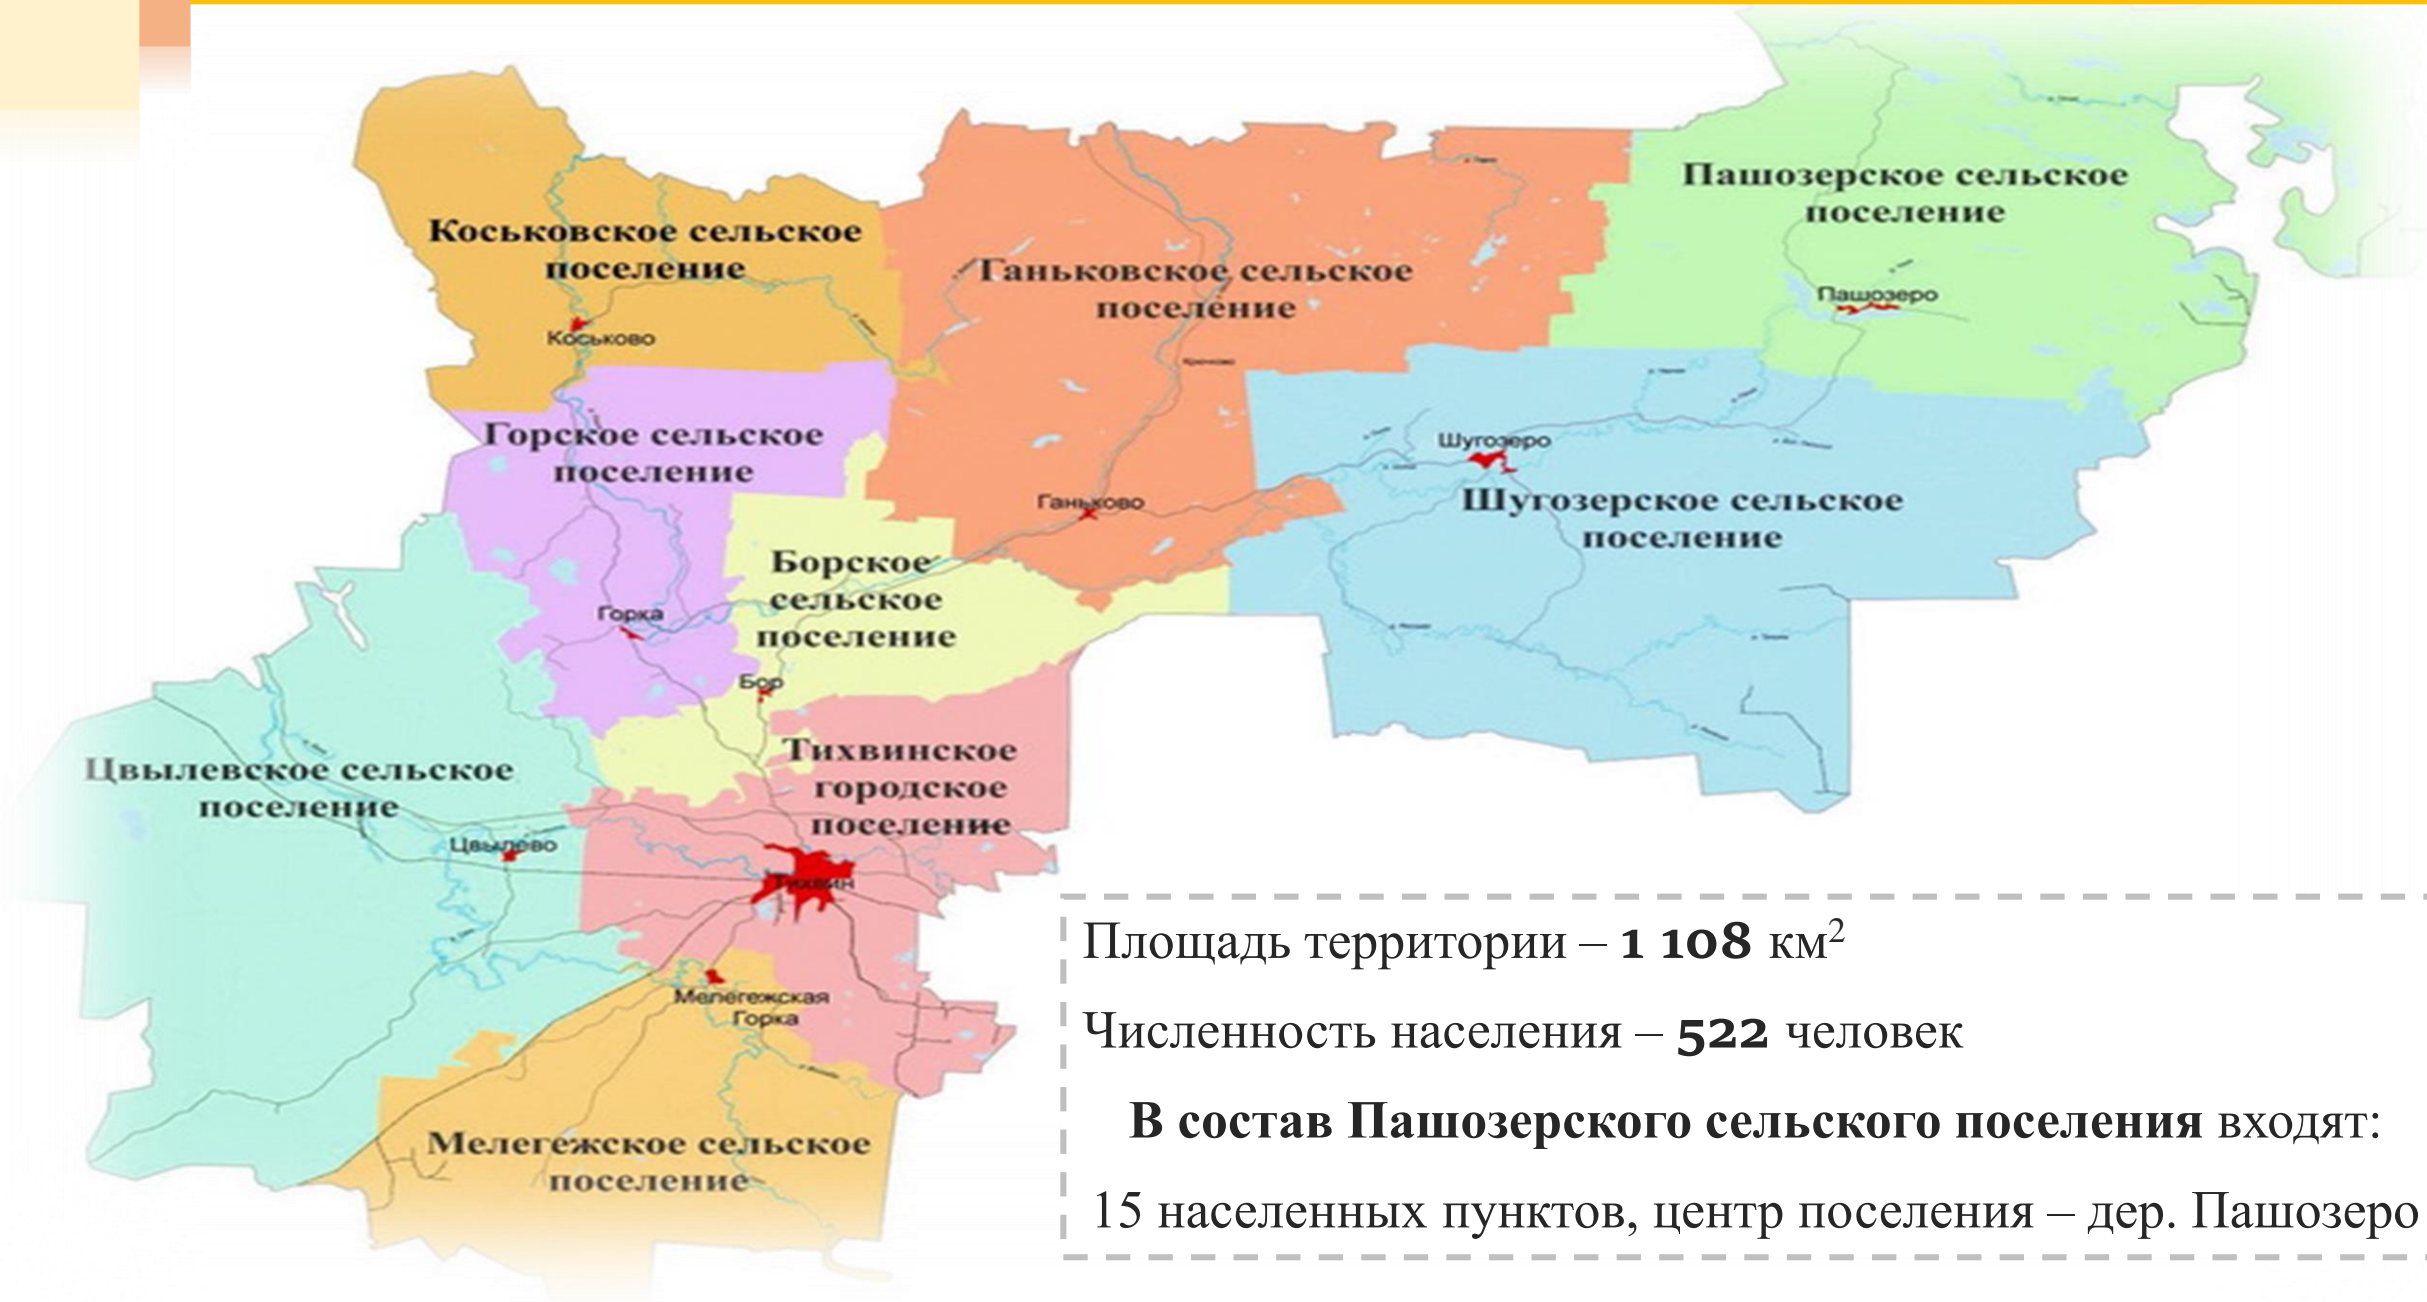 Пашозерское сельское
поселение
Коськовское сельское
поселение
Ганьковское сельское
поселение
Пашозеро
Коськово
Крючково
Горское сельское
поселение
Шугозеро
Ганьково
Шугозерское сельское
поселение
Борское
сельское
поселение
Горка
Бор
Тихвинское
городское
поселение
Цвылевское сельское
поселение
Цвылево
Тихвин
Мелегежская
Горка
Мелегежское сельское
поселение
Площадь территории – 1 108 км²
Численность населения – 522 человек
В состав Пашозерского сельского поселения входят:
15 населенных пунктов, центр поселения – дер. Пашозеро